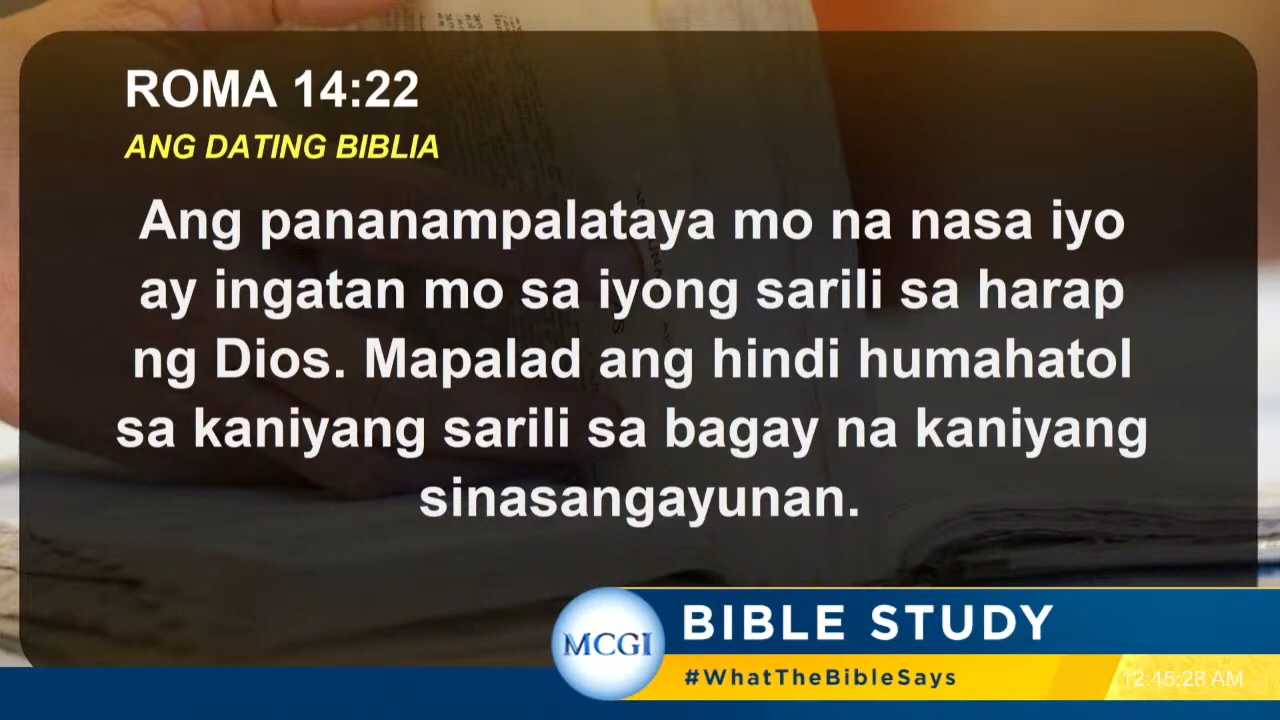 ROMA 14:22
ANG DATING BIBLIA
Ang pananampalataya mo na nasa iyo
ay ingatan mo sa iyong sarili sa harap
ng Dios. Mapalad ang hindi humahatol
sa kaniyang sarili sa bagay na kaniyang
sinasangayunan.
MCGI
BIBLE STUDY
#WhatTheBibleSays
12:45:28 AM